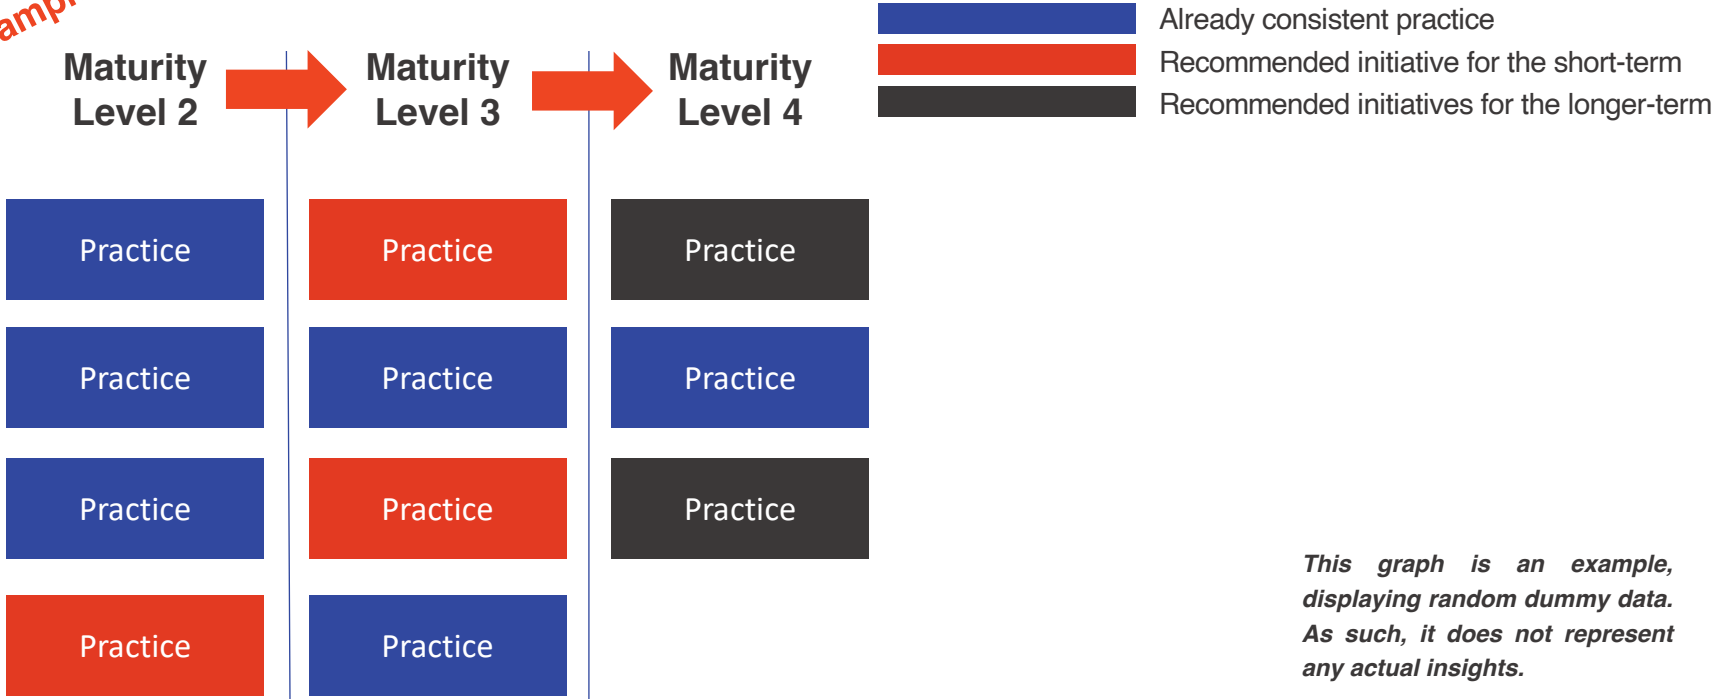 Maturity
Level 2
Maturity
Level 3
Maturity
Level 4
Already consistent practice
Recommended initiative for the short-term
Recommended initiatives for the longer-term
Practice
Practice
Practice
Practice
Practice
Practice
Practice
Practice
Practice
Practice
Practice
This graph is an example,
displaying random dummy data.
As such, it does not represent
any actual insights.